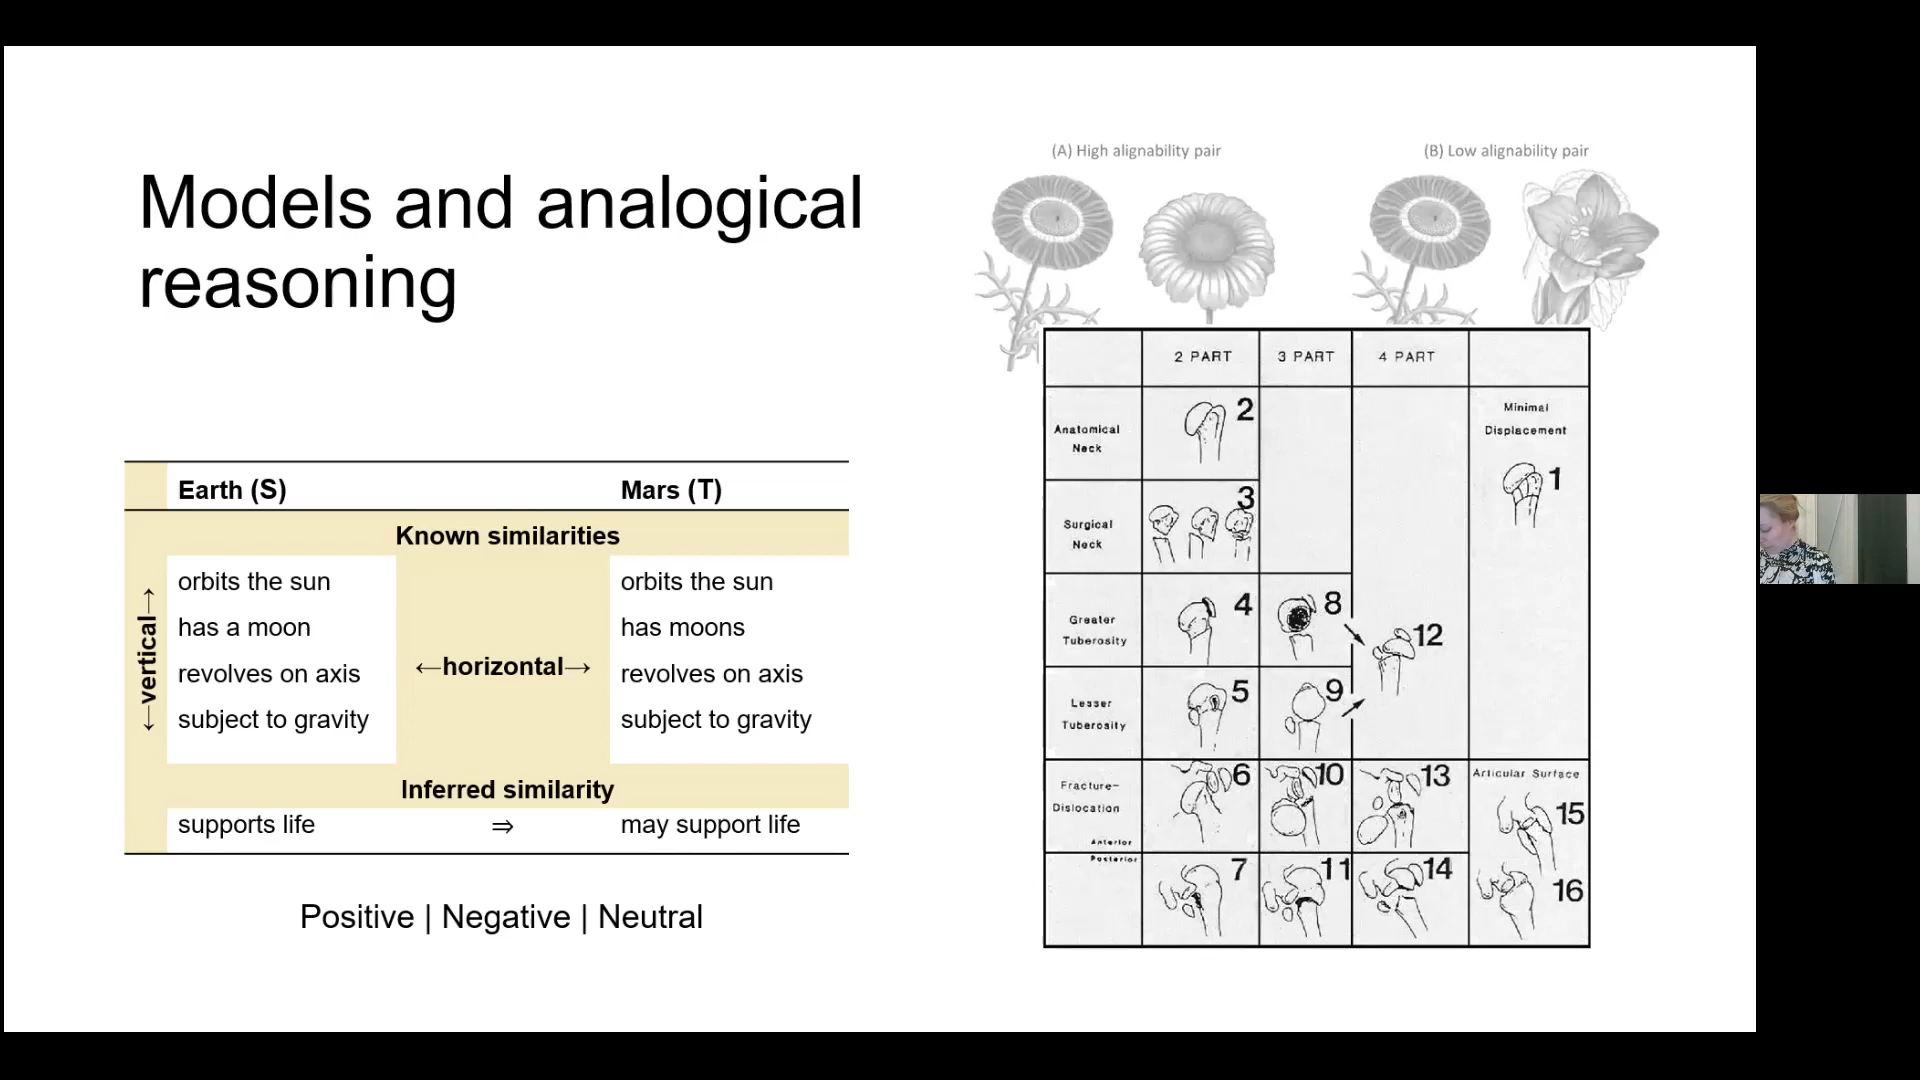 Models and analogical
reasoning
Earth (S) Mars (T)
Known similarities
←vertical→
orbits the sun orbits the sun
has a moon has moons
←horizontal→
revolves on axis revolves on axis
subject to gravity subject to gravity
Inferred similarity
supports life ⇒ may support life
Positive | Negative | Neutral
(A) High alignability pair (B) Low alignability pair
2 PART 3 PART 4 PART
Anatomical
Neck
2
Minimal
Displacement
1
Surgical
Neck
3
Greater
Tuberosity
4 8 12
Lesser
Tuberosity
5 9
Fracture-
Dislocation
Anterior
6 10 13
Articular Surface
15
Posterior
7 11 14
16